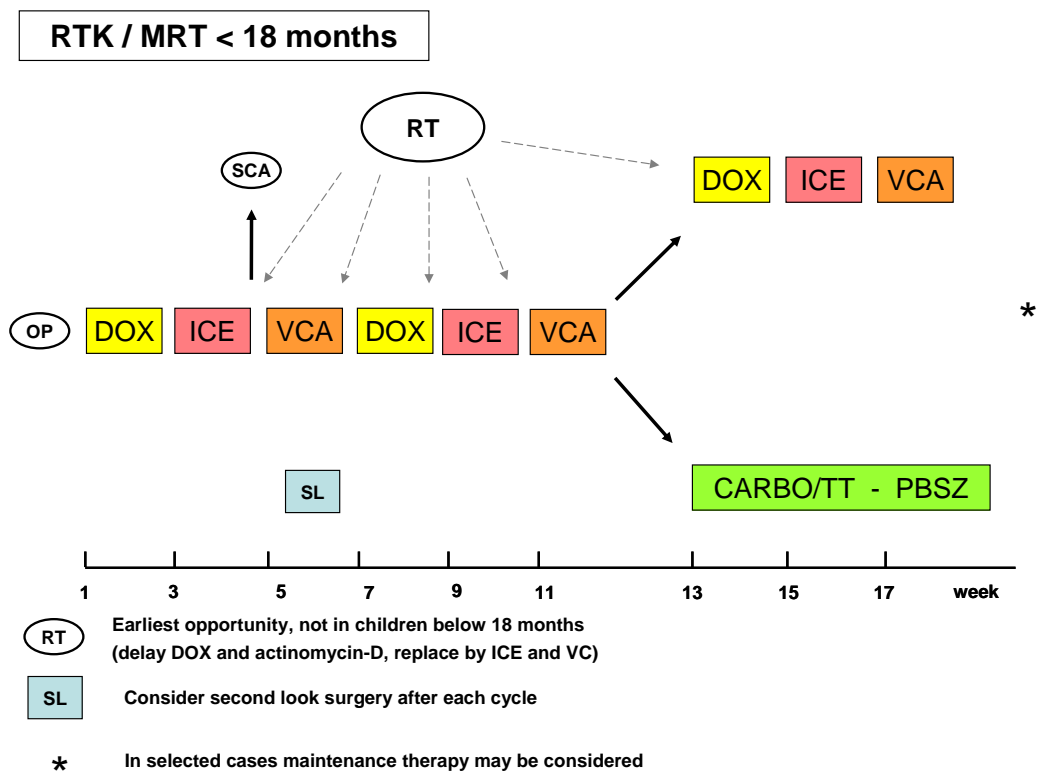 RTK / MRT < 18 months
RT
SCA
DOX ICE VCA
OP DOX ICE VCA DOX ICE VCA
*
SL
CARBO/TT - PBSZ
1 3 5 7 9 11 13 15 17 week
RT Earliest opportunity, not in children below 18 months
(delay DOX and actinomycin-D, replace by ICE and VC)
SL Consider second look surgery after each cycle
* In selected cases maintenance therapy may be considered